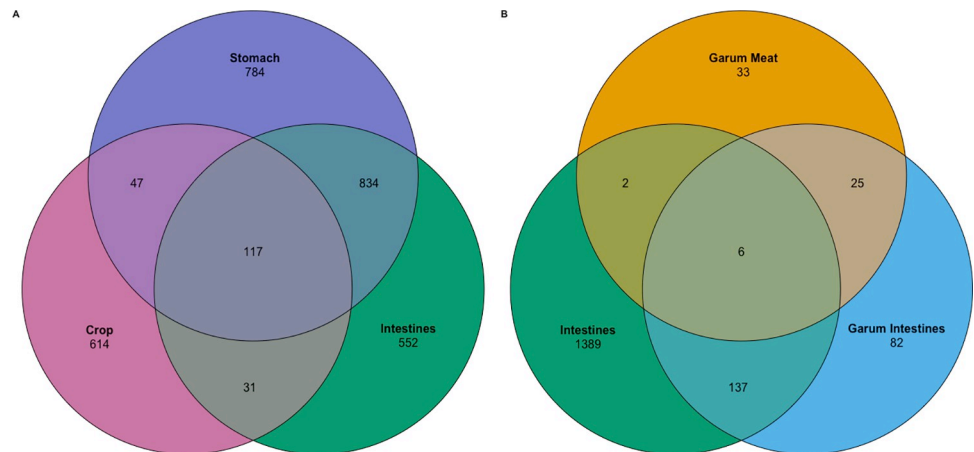 A
Stomach
784
47
834
117
Crop
614
Intestines
552
31
B
Garum Meat
33
2
25
6
Intestines
1389
Garum Intestines
82
137